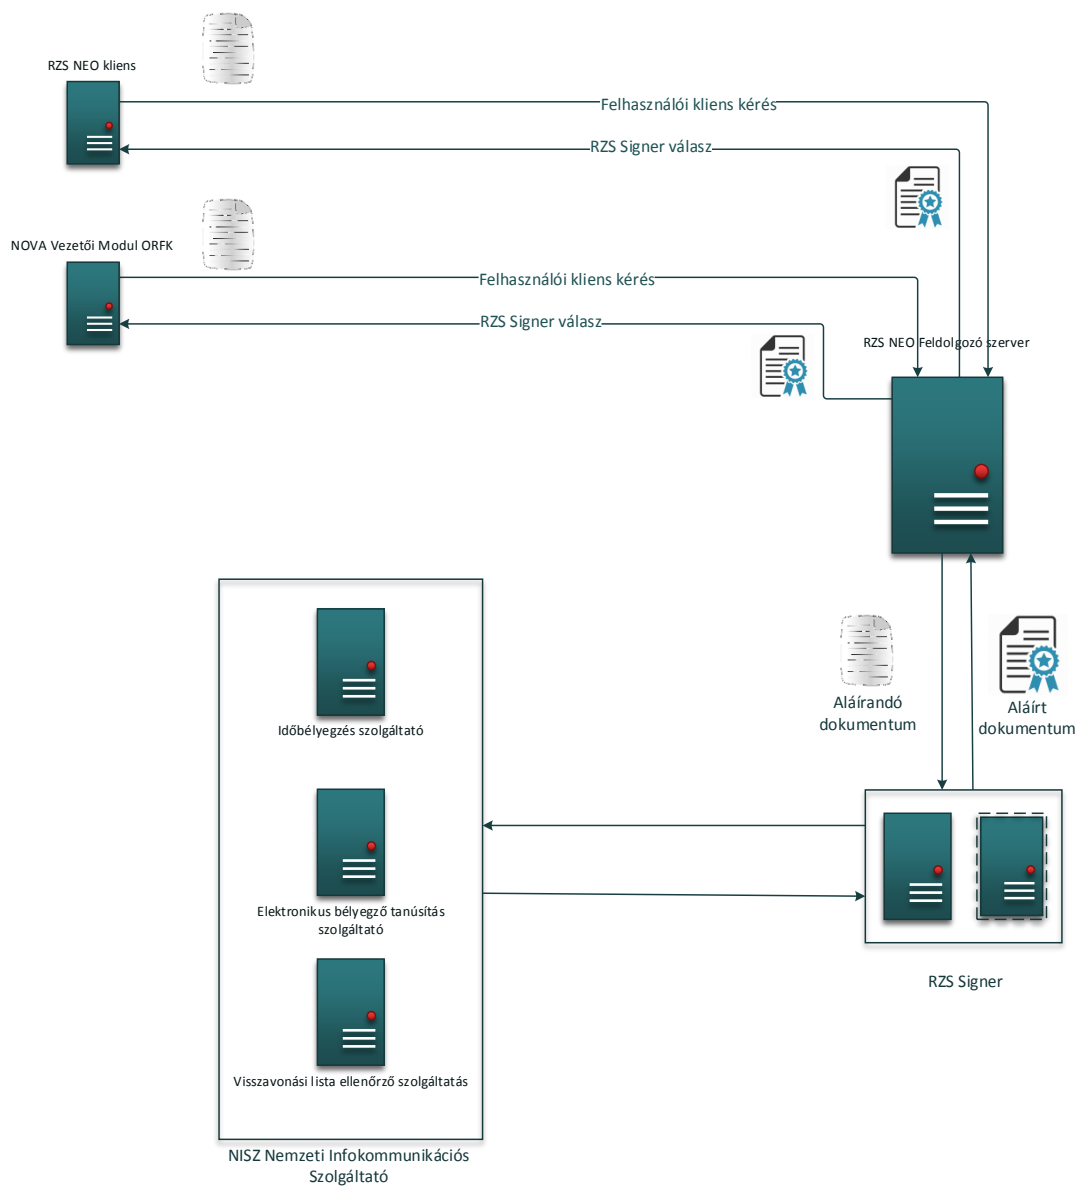 RZS NEO kliens
Felhasználói kliens kérés
RZS Signer válasz
NOVA Vezetői Modul ORFK
Felhasználói kliens kérés
RZS Signer válasz
RZS NEO Feldolgozó szerver
Aláírandó
dokumentum
Aláírt
dokumentum
Időbélyegzés szolgáltató
Elektronikus bélyegző tanúsítás
szolgáltató
RZS Signer
Visszavonási lista ellenőrző szolgáltatás
NISZ Nemzeti Infokommunikációs
Szolgáltató